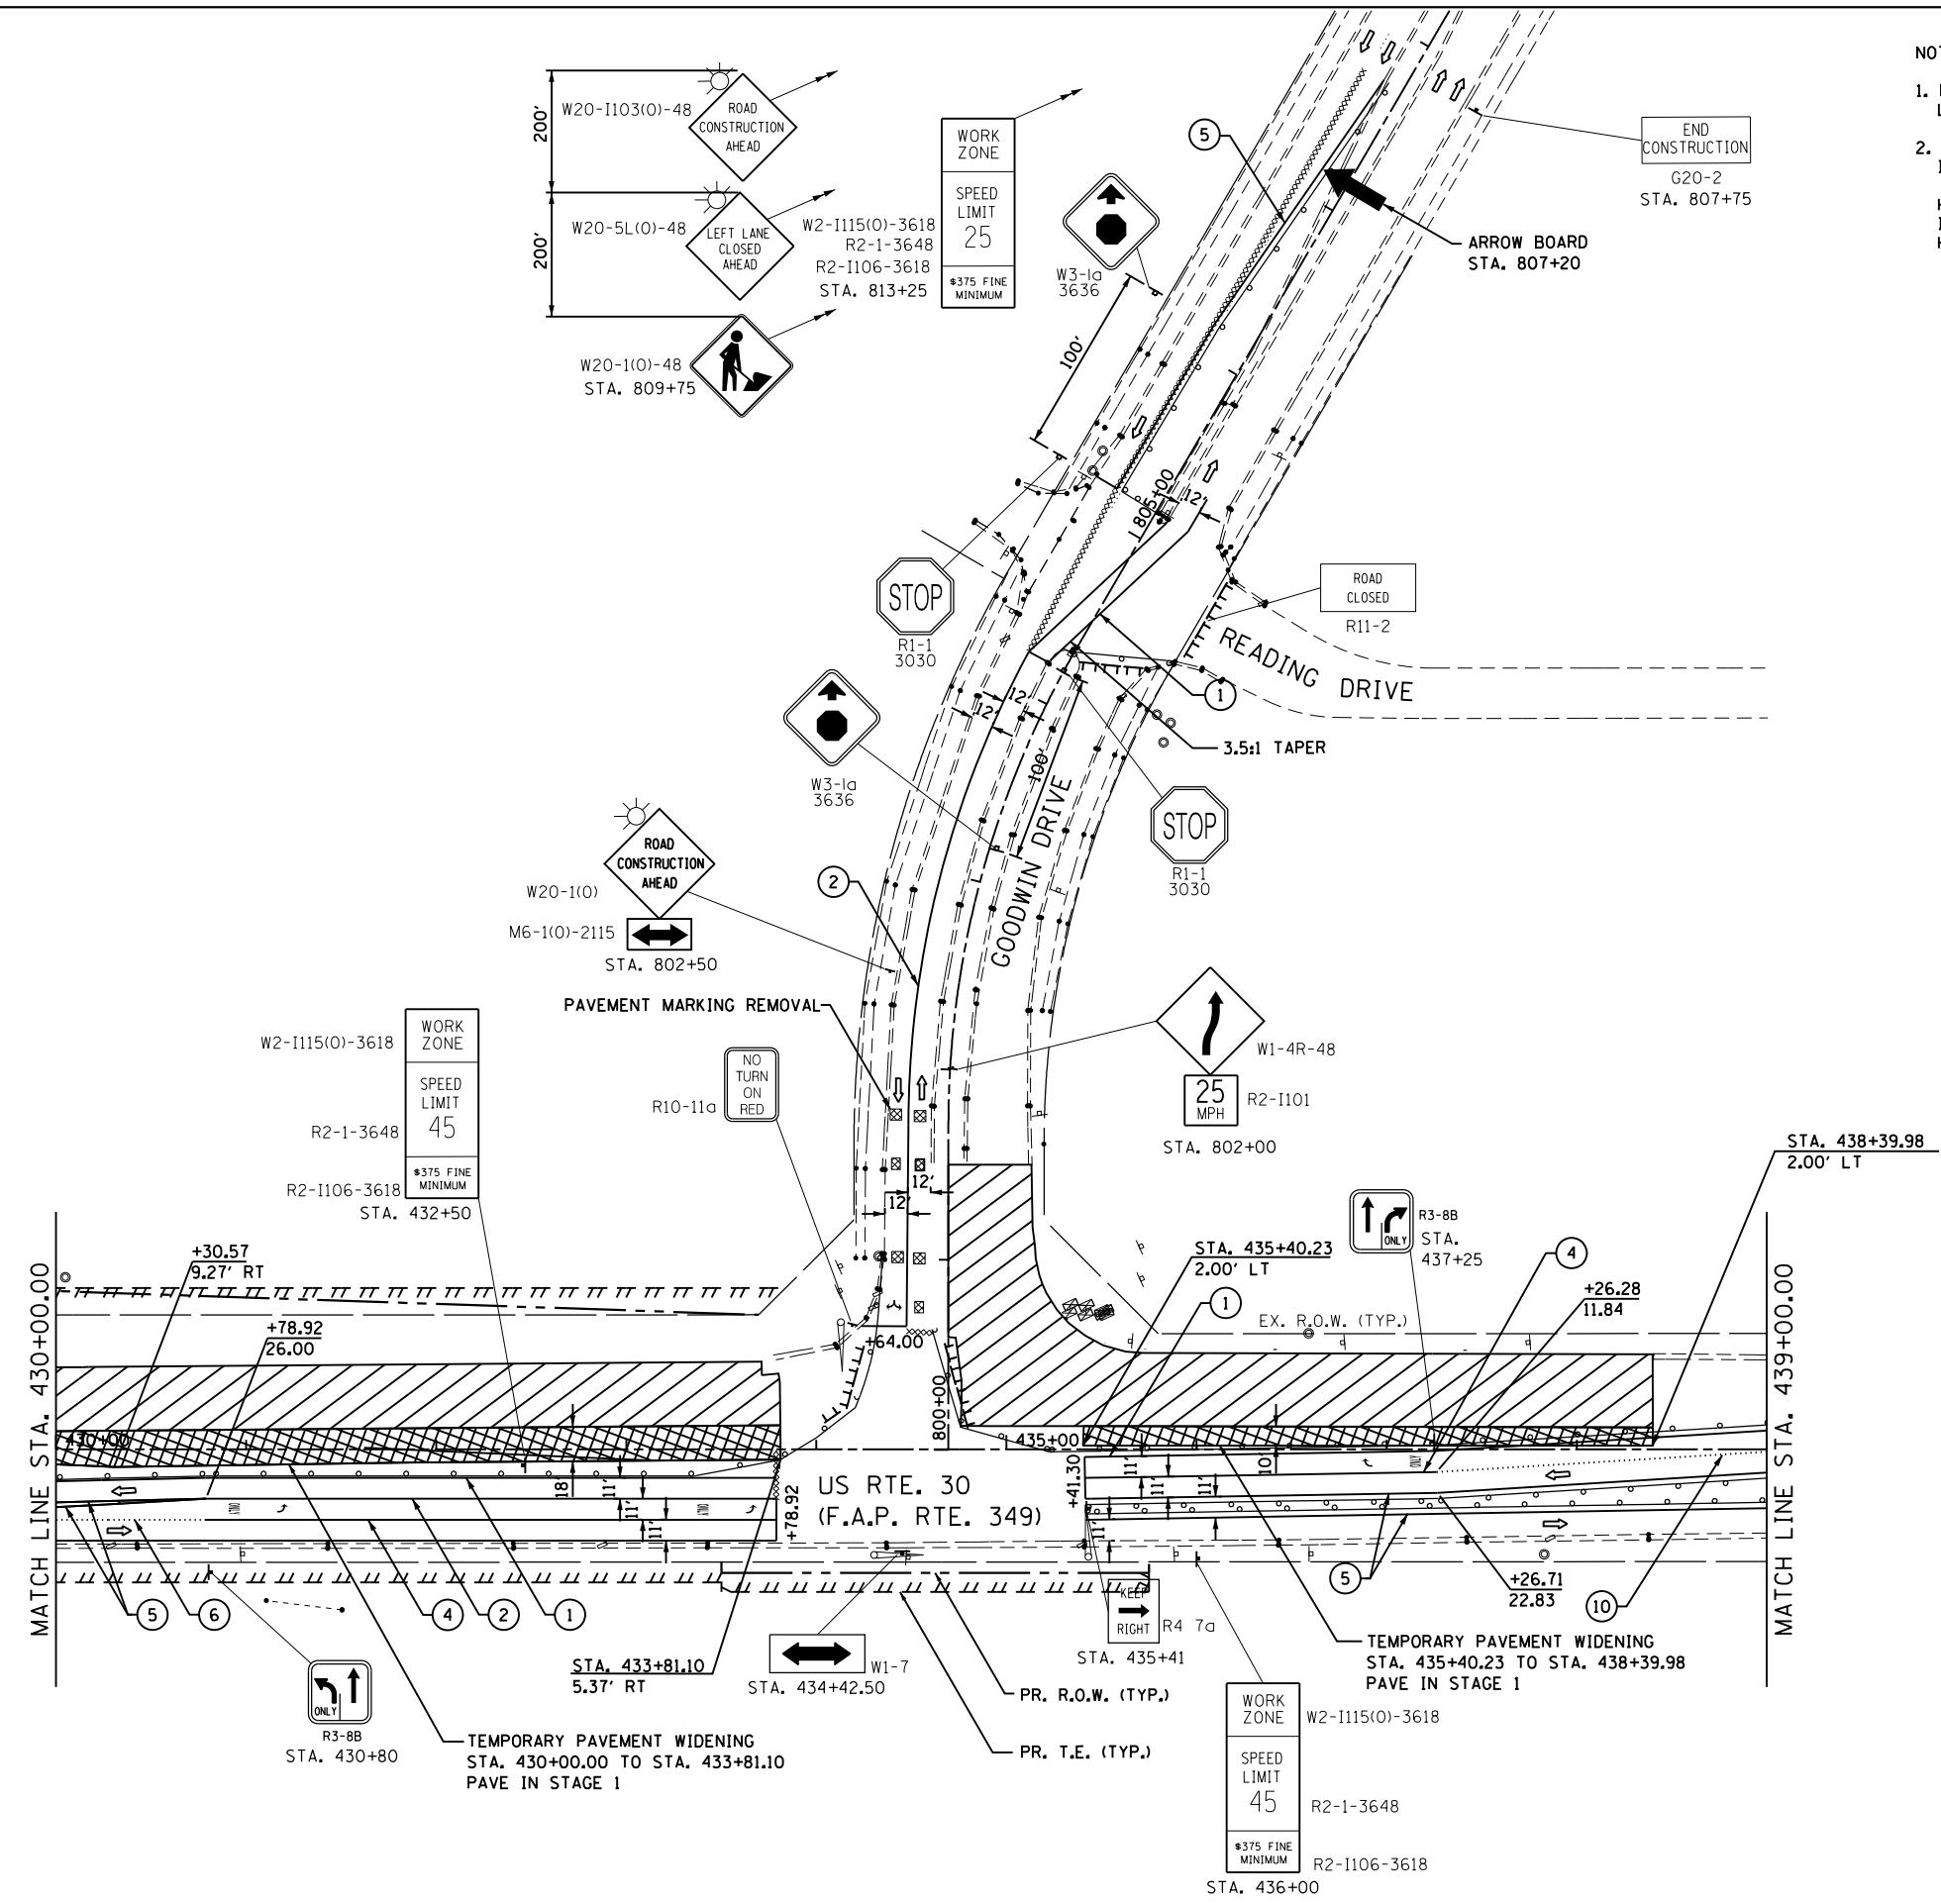 200'
W20-I103(O)-48
ROAD
CONSTRUCTION
AHEAD
200'
W20-5L(O)-48
LEFT LANE
CLOSED
AHEAD
W20-1(O)-48
STA. 809+75
W2-I115(O)-3618
R2-1-3648
R2-I106-3618
STA. 813+25
WORK
ZONE
SPEED
LIMIT
25
$375 FINE
MINIMUM
W3-1a
3636
5
END
CONSTRUCTION
G20-2
STA. 807+75
ARROW BOARD
STA. 807+20
1.
2.
100'
805+00
12'
STOP
R1-1
3030
ROAD
CLOSED
R11-2
READING DRIVE
1
3.5:1 TAPER
12'
12'
100'
W3-1a
3636
GOODWIN DRIVE
STOP
R1-1
3030
ROAD
CONSTRUCTION
AHEAD
W20-1(O)
M6-1(O)-2115
STA. 802+50
2
PAVEMENT MARKING REMOVAL
W1-4R-48
25
MPH
R2-I101
STA. 802+00
W2-I115(O)-3618
WORK
ZONE
SPEED
LIMIT
45
R2-1-3648
$375 FINE
MINIMUM
R2-I106-3618
STA. 432+50
R10-11a
NO
TURN
ON
RED
12'
12'
STA. 438+39.98
2.00' LT
ONLY
R3-8B
STA.
437+25
STA. 435+40.23
2.00' LT
4
1
+26.28
11.84
EX. R.O.W. (TYP.)
+30.57
9.27' RT
+78.92
26.00
+64.00
MATCH LINE STA. 430+00.00
MATCH LINE STA. 439+00.00
430+00
800+00
435+00
18'
11'
11'
11'
+78.92
US RTE. 30
(F.A.P. RTE. 349)
+41.30
11'
11'
11'
10'
ONLY
5
6
4
2
1
5
+26.71
22.83
10
KEEP
RIGHT
R4 7a
STA. 435+41
ONLY
R3-8B
STA. 430+80
STA. 433+81.10
5.37' RT
W1-7
STA. 434+42.50
PR. R.O.W. (TYP.)
PR. T.E. (TYP.)
TEMPORARY PAVEMENT WIDENING
STA. 430+00.00 TO STA. 433+81.10
PAVE IN STAGE 1
TEMPORARY PAVEMENT WIDENING
STA. 435+40.23 TO STA. 438+39.98
PAVE IN STAGE 1
WORK
ZONE
W2-I115(O)-3618
SPEED
LIMIT
45
R2-1-3648
$375 FINE
MINIMUM
R2-I106-3618
STA. 436+00